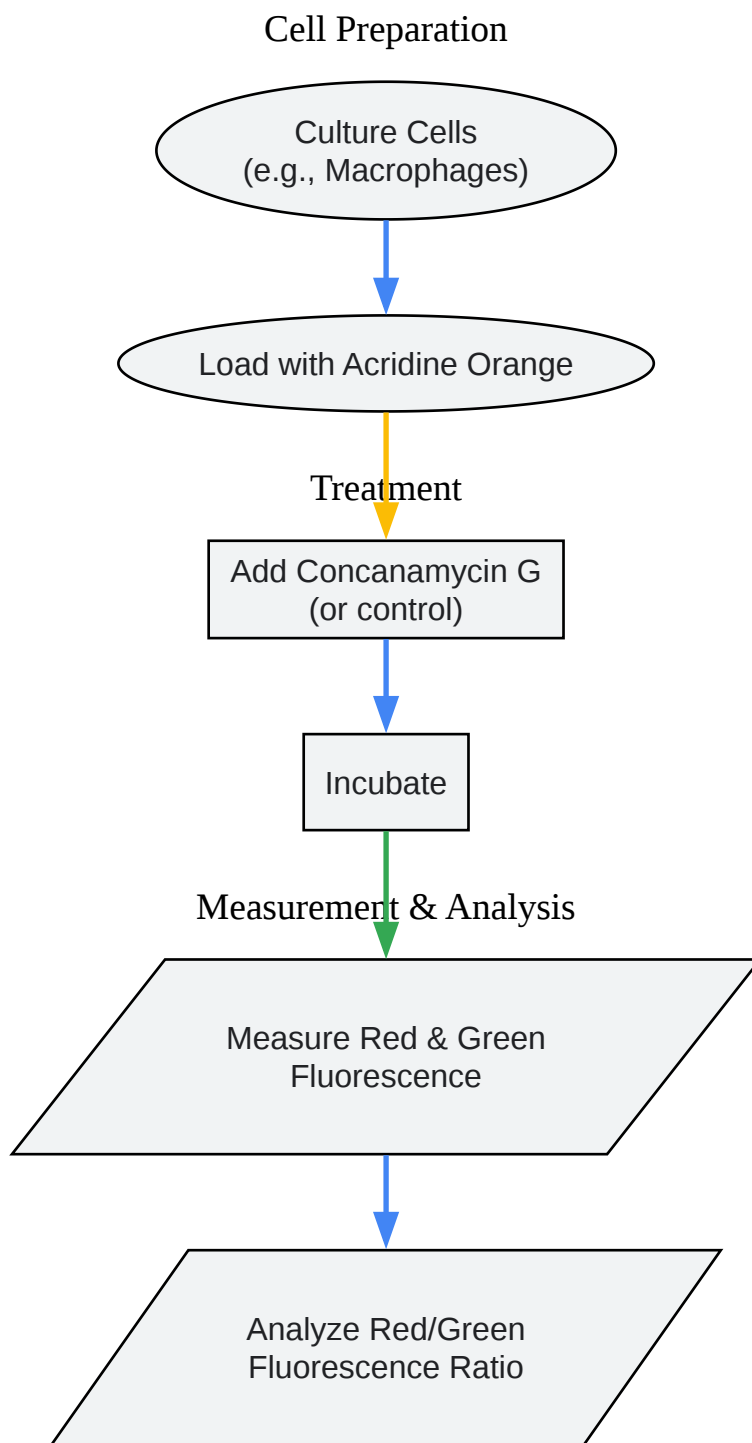 Cell Preparation
Culture Cells
(e.g., Macrophages)
Load with Acridine Orange
Treatment
Add Concanamycin G
(or control)
Incubate
Measurement & Analysis
Measure Red & Green
Fluorescence
Analyze Red/Green
Fluorescence Ratio